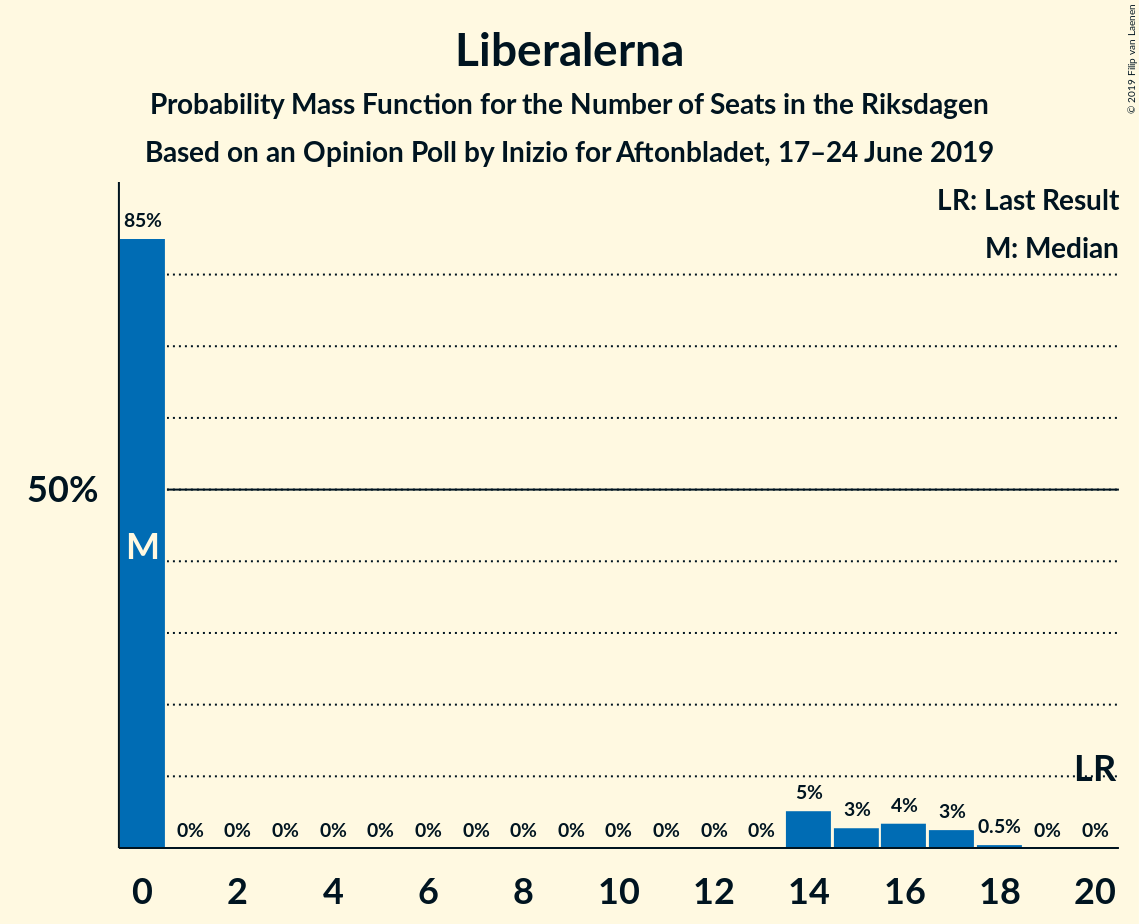 © 2019 Filip van Laenen
Liberalerna
Probability Mass Function for the Number of Seats in the Riksdagen
Based on an Opinion Poll by Inizio for Aftonbladet, 17–24 June 2019
LR: Last Result
M: Median
85%
50%
M
LR
0% 0% 0% 0% 0% 0% 0% 0% 0% 0% 0% 0% 0% 5% 3% 4% 3% 0.5% 0% 0%
0 2 4 6 8 10 12 14 16 18 20